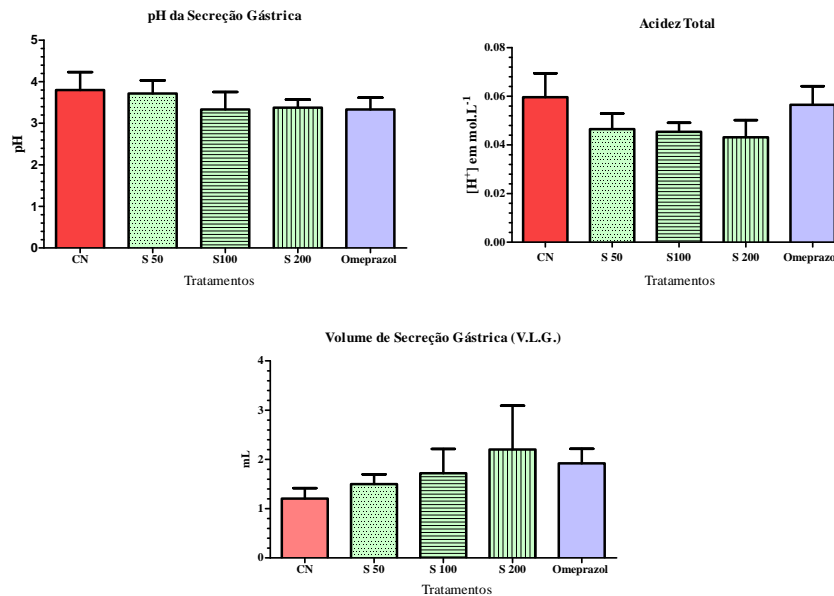 pH da Secreção Gástrica
5
4
3
2
1
0
pH
CN S 50 S100 S 200 Omeprazol
Tratamentos
Acidez Total
0.08
0.06
0.04
0.02
0.00
[H⁺] em mol.L⁻¹
CN S 50 S100 S 200 Omeprazol
Tratamentos
Volume de Secreção Gástrica (V.L.G.)
4
3
2
1
0
mL
CN S 50 S 100 S 200 Omeprazol
Tratamentos